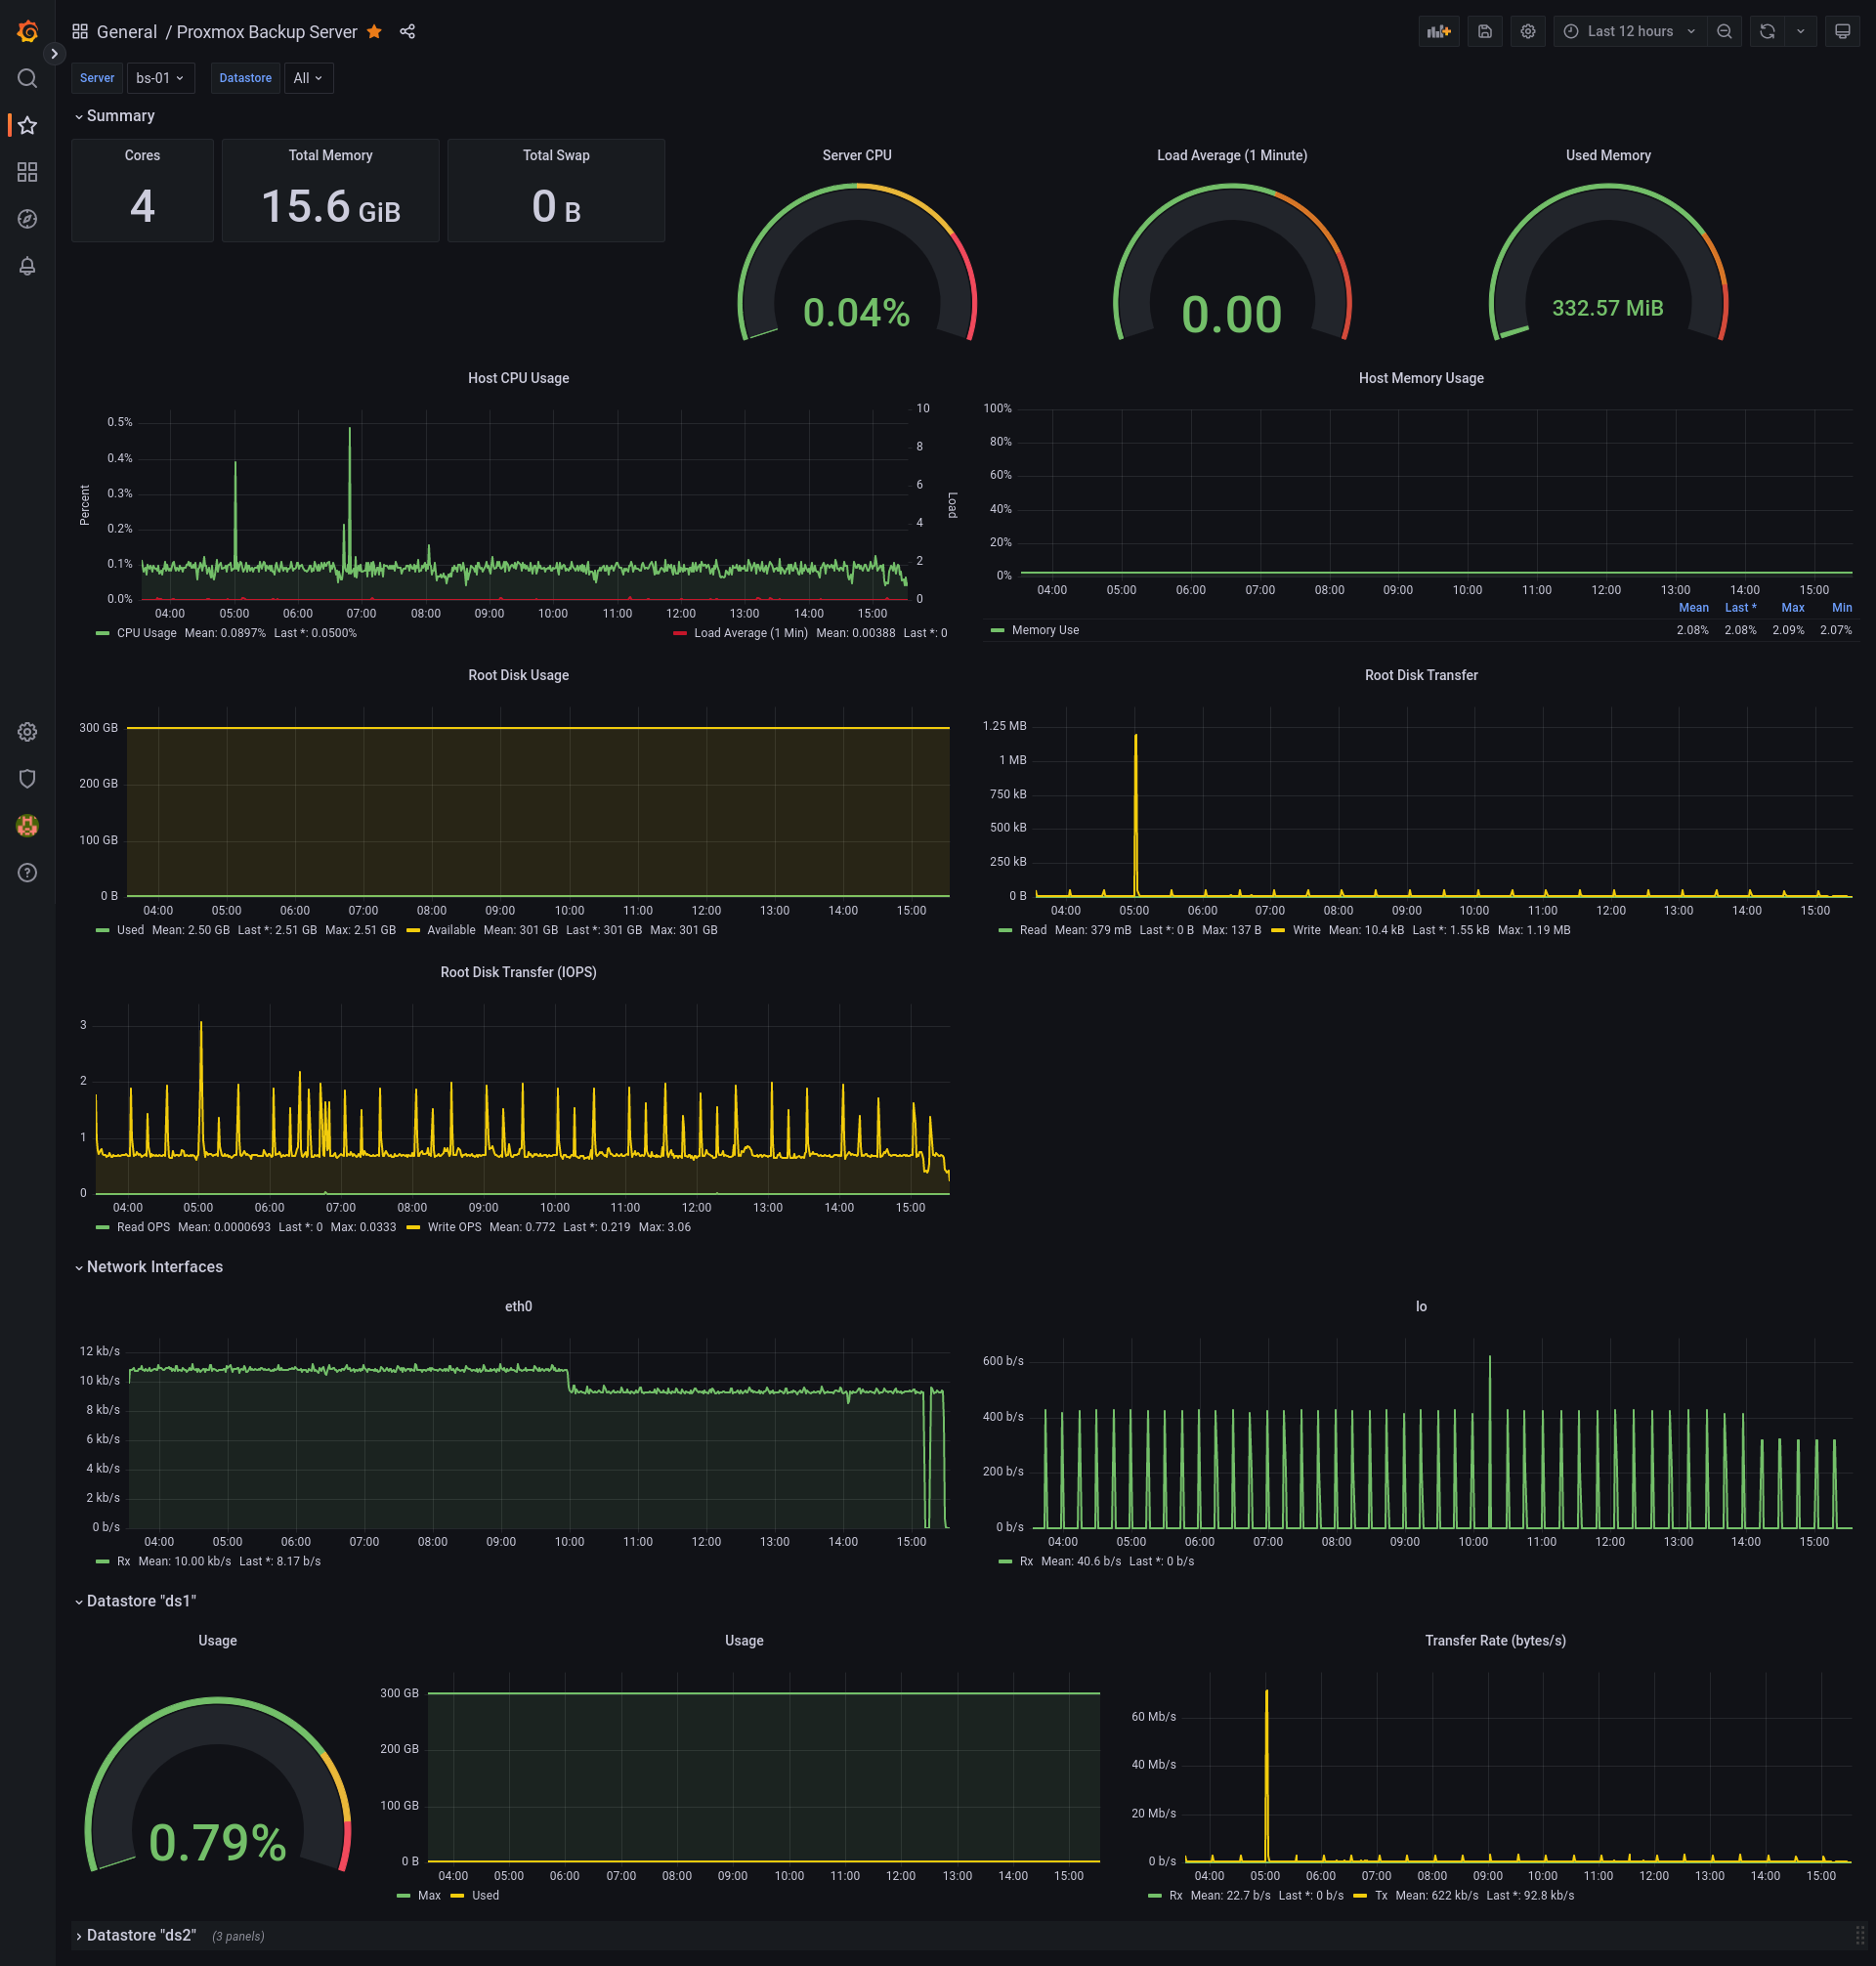 General / Proxmox Backup Server
Last 12 hours
Server bs-01 Datastore All
Summary
Cores
4
Total Memory
15.6 GiB
Total Swap
0 B
Server CPU
0.04%
Load Average (1 Minute)
0.00
Used Memory
332.57 MiB
Host CPU Usage
Percent
0.5%
0.4%
0.3%
0.2%
0.1%
0.0%
10
8
6
4
2
0
Load
04:00 05:00 06:00 07:00 08:00 09:00 10:00 11:00 12:00 13:00 14:00 15:00
CPU Usage Mean: 0.0897% Last *: 0.0500% Load Average (1 Min) Mean: 0.00388 Last *: 0
Host Memory Usage
100%
80%
60%
40%
20%
0%
04:00 05:00 06:00 07:00 08:00 09:00 10:00 11:00 12:00 13:00 14:00 15:00
Mean Last * Max Min
Memory Use 2.08% 2.08% 2.09% 2.07%
Root Disk Usage
300 GB
200 GB
100 GB
0 B
04:00 05:00 06:00 07:00 08:00 09:00 10:00 11:00 12:00 13:00 14:00 15:00
Used Mean: 2.50 GB Last *: 2.51 GB Max: 2.51 GB Available Mean: 301 GB Last *: 301 GB Max: 301 GB
Root Disk Transfer
1.25 MB
1 MB
750 kB
500 kB
250 kB
0 B
04:00 05:00 06:00 07:00 08:00 09:00 10:00 11:00 12:00 13:00 14:00 15:00
Read Mean: 379 mB Last *: 0 B Max: 137 B Write Mean: 10.4 kB Last *: 1.55 kB Max: 1.19 MB
Root Disk Transfer (IOPS)
3
2
1
0
04:00 05:00 06:00 07:00 08:00 09:00 10:00 11:00 12:00 13:00 14:00 15:00
Read OPS Mean: 0.0000693 Last *: 0 Max: 0.0333 Write OPS Mean: 0.772 Last *: 0.219 Max: 3.06
Network Interfaces
eth0
12 kb/s
10 kb/s
8 kb/s
6 kb/s
4 kb/s
2 kb/s
0 b/s
04:00 05:00 06:00 07:00 08:00 09:00 10:00 11:00 12:00 13:00 14:00 15:00
Rx Mean: 10.00 kb/s Last *: 8.17 b/s
lo
600 b/s
400 b/s
200 b/s
0 b/s
04:00 05:00 06:00 07:00 08:00 09:00 10:00 11:00 12:00 13:00 14:00 15:00
Rx Mean: 40.6 b/s Last *: 0 b/s
Datastore "ds1"
Usage
0.79%
Usage
300 GB
200 GB
100 GB
0 B
04:00 05:00 06:00 07:00 08:00 09:00 10:00 11:00 12:00 13:00 14:00 15:00
Max Used
Transfer Rate (bytes/s)
60 Mb/s
40 Mb/s
20 Mb/s
0 b/s
04:00 05:00 06:00 07:00 08:00 09:00 10:00 11:00 12:00 13:00 14:00 15:00
Rx Mean: 22.7 b/s Last *: 0 b/s Tx Mean: 622 kb/s Last *: 92.8 kb/s
Datastore "ds2" (3 panels)